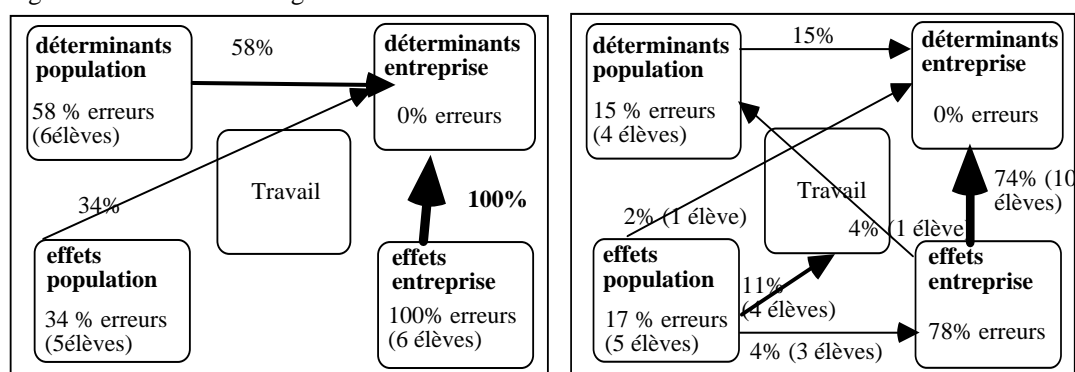 déterminants
population
58 % erreurs
(6élèves)
58%
déterminants
entreprise
0% erreurs
Travail
34%
100%
effets
population
34 % erreurs
(5élèves)
effets
entreprise
100% erreurs
(6 élèves)
déterminants
population
15 % erreurs
(4 élèves)
15%
déterminants
entreprise
0% erreurs
Travail
74% (10
élèves)
2% (1 élève)
4% (1 élève
effets
population
17 % erreurs
(5 élèves)
11%
(4 élèves)
4% (3 élèves)
effets
entreprise
78% erreurs